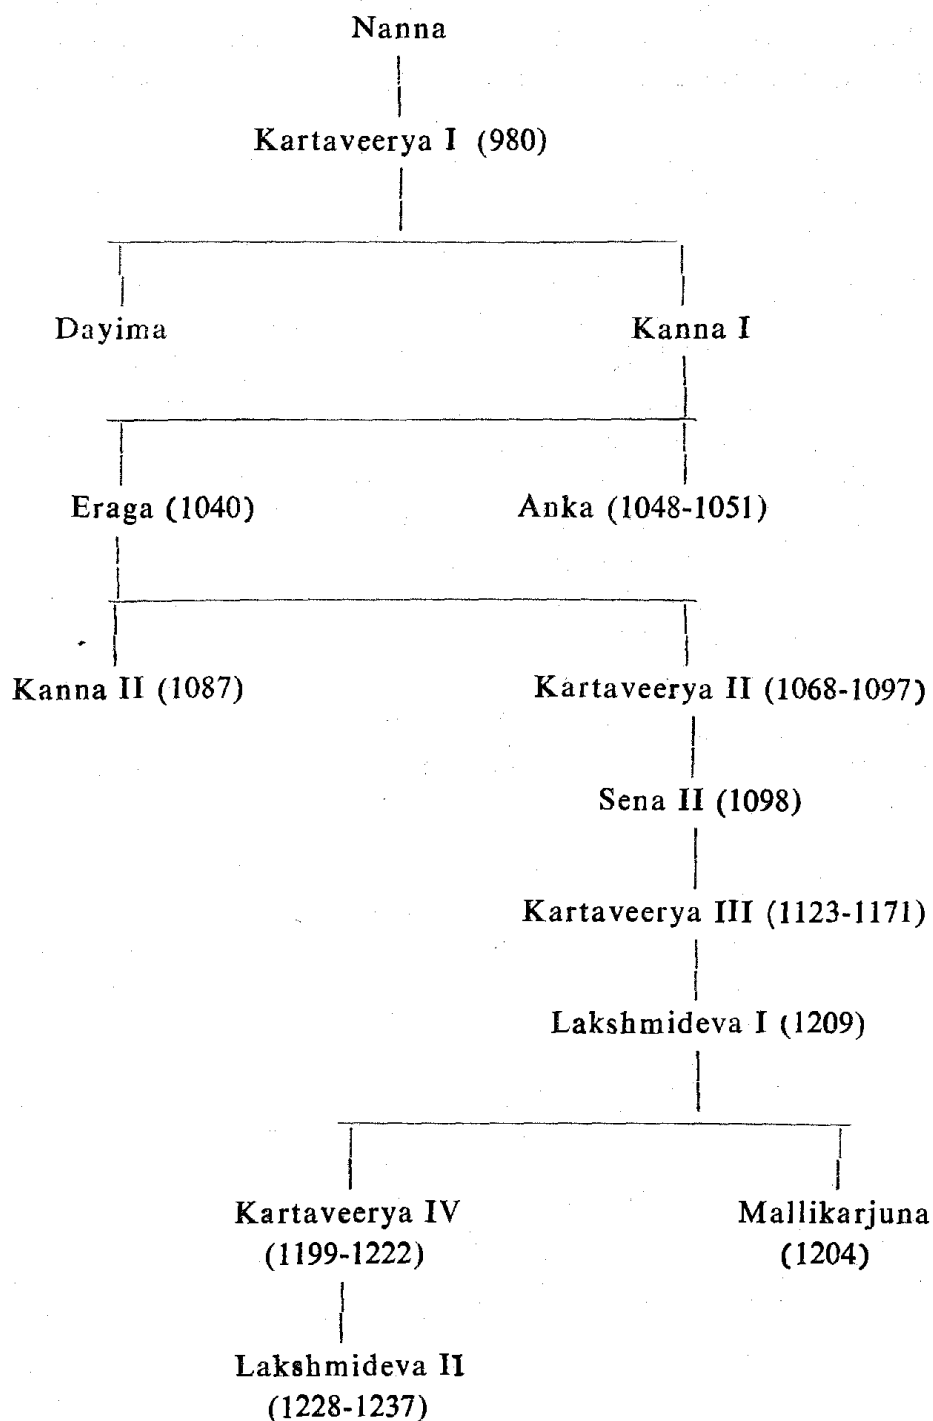 Nanna
Kartaveerya I (980)
Dayima
Kanna I
Eraga (1040)
Anka (1048-1051)
Kanna II (1087)
Kartaveerya II (1068-1097)
Sena II (1098)
Kartaveerya III (1123-1171)
Lakshmideva I (1209)
Kartaveerya IV
(1199-1222)
Mallikarjuna
(1204)
Lakshmideva II
(1228-1237)